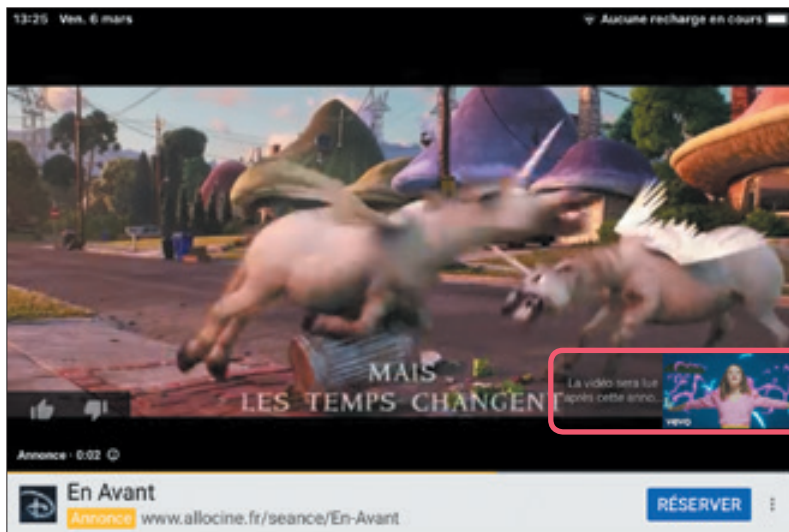 13:25 Ven. 6 mars
Aucune recharge en cours
MAIS
LES TEMPS CHANGENT
La vidéo sera lue
après cette anno...
vevo
Annonce · 0:02
En Avant
Annonce www.allocine.fr/seance/En-Avant
RÉSERVER